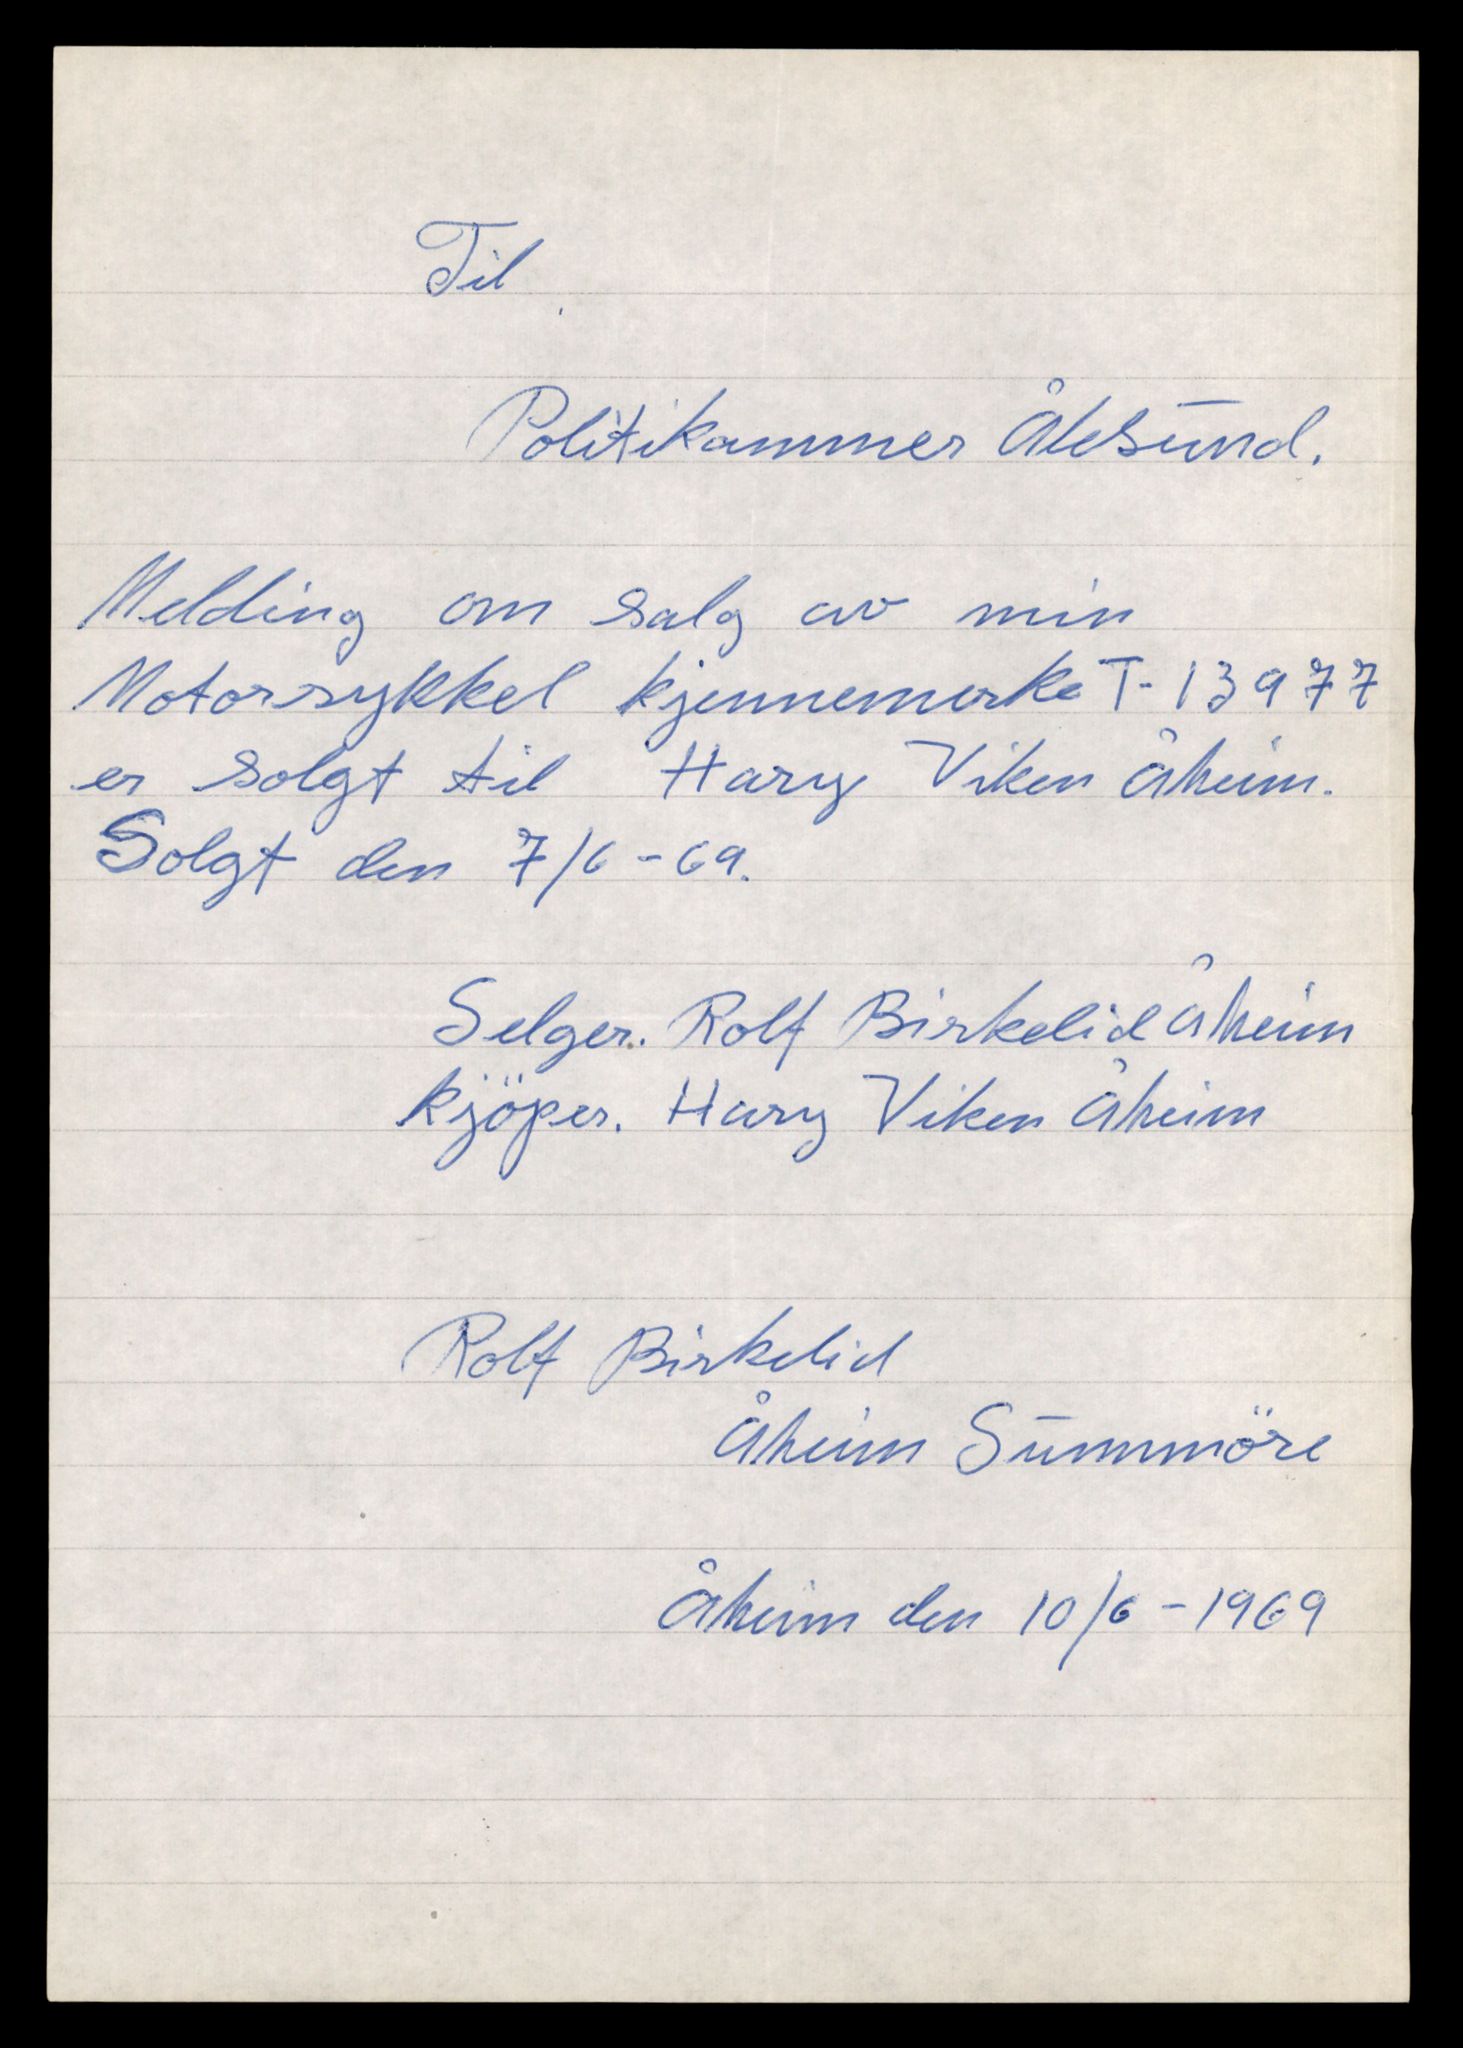 Til
Politikammer Ålesund.
Melding om salg av min
Motorsykkel kjennemerke T-13977
er solgt til Hary Viken Åheim.
Solgt den 7/6-69.
Selger. Rolf Birkelid Åheim
Kjöper. Hary Viken Åheim
Rolf Birkelid
Åheim Sunnmöre
Åheim den 10/6-1969